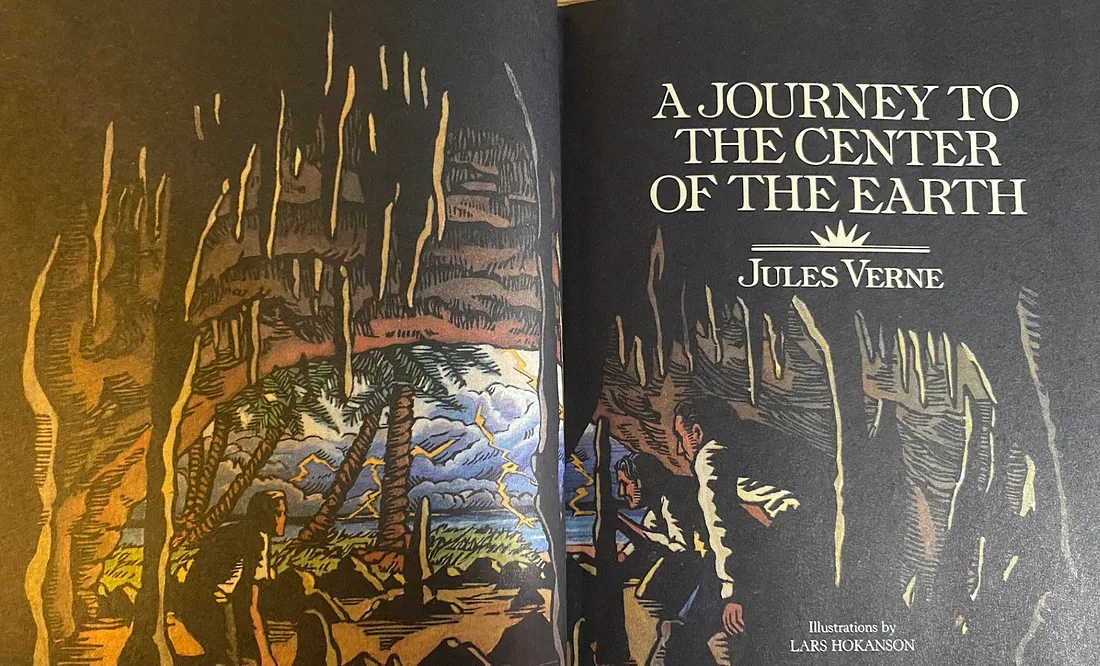 A JOURNEY TO
THE CENTER
OF THE EARTH
JULES VERNE
Illustrations by
LARS HOKANSON